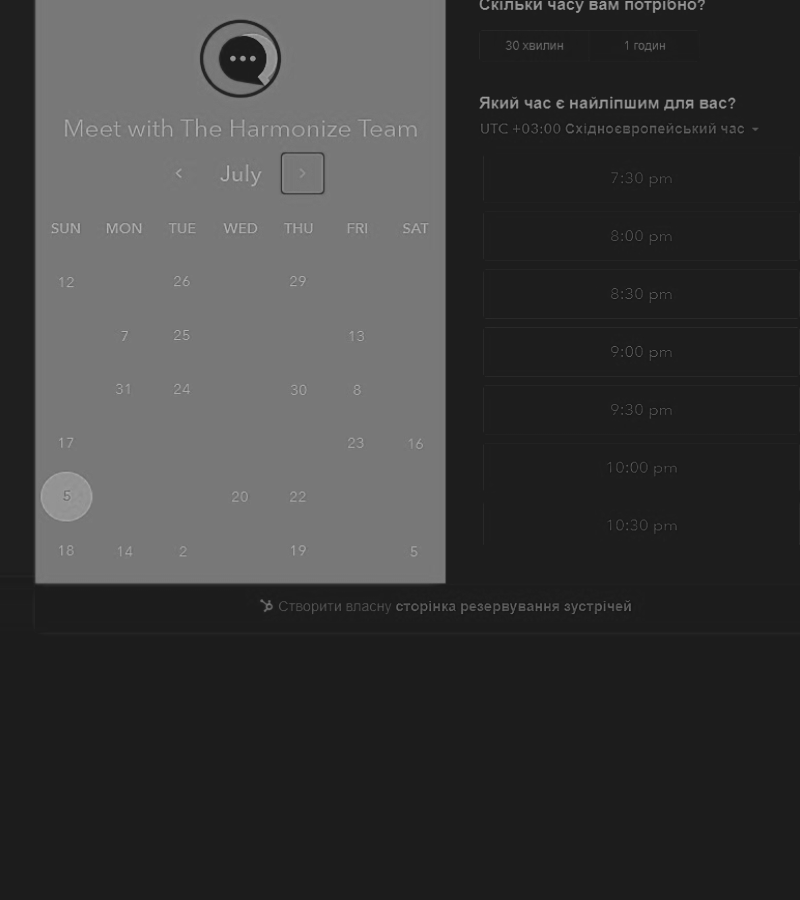 Скільки часу вам потрібно?
30 хвилин 1 годин
Meet with The Harmonize Team
July
SUN MON TUE WED THU FRI SAT
12 26 29
7 25 13
31 24 30 8
17 23 16
5 20 22
18 14 2 19 5
Який час є найліпшим для вас?
UTC +03:00 Східноєвропейський час
7:30 pm
8:00 pm
8:30 pm
9:00 pm
9:30 pm
10:00 pm
10:30 pm
Створити власну сторінка резервування зустрічей